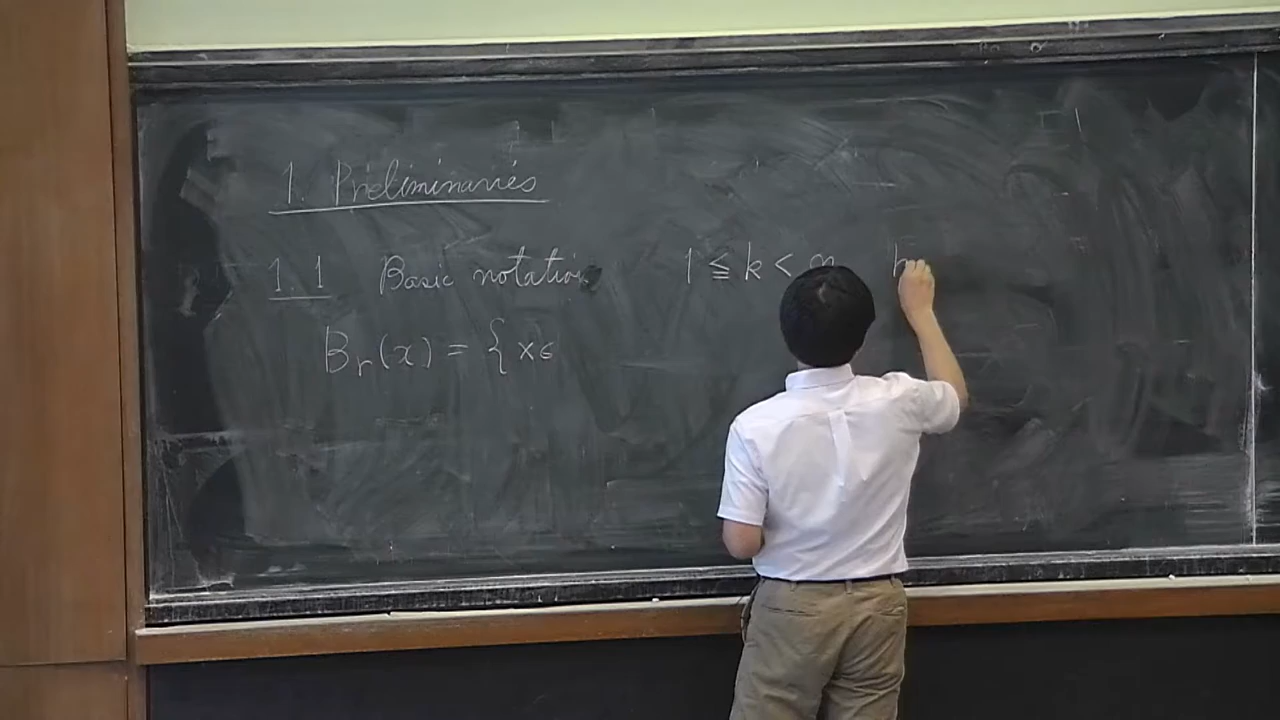 1. Preliminaries
1.1 Basic notation 1 ≦ k < n
B_r(x) = { x ∈